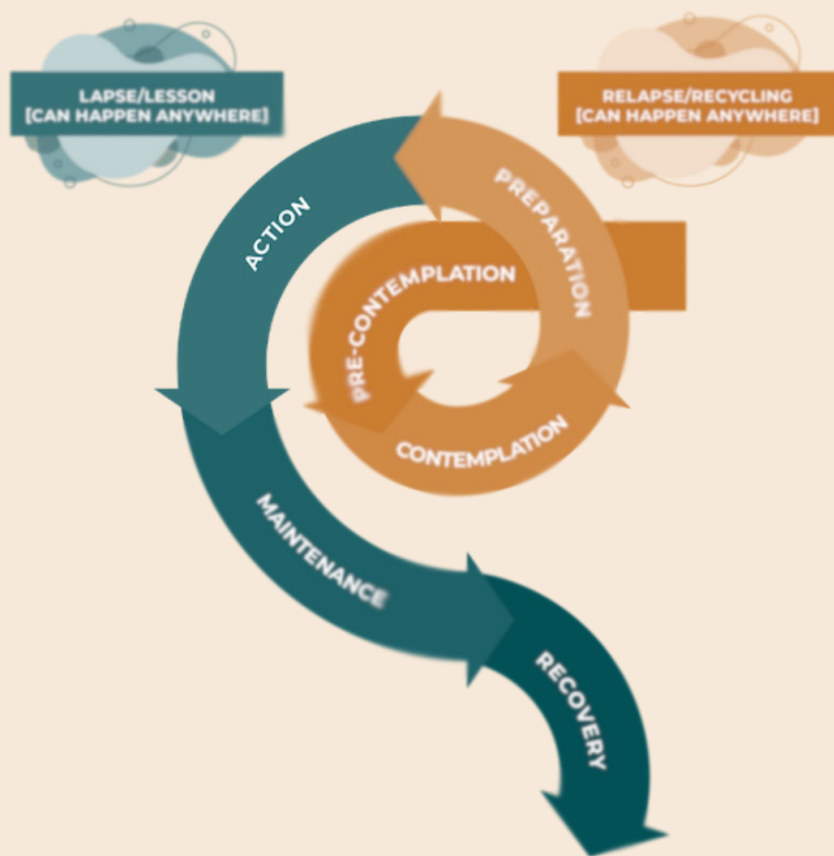 LAPSE/LESSON
[CAN HAPPEN ANYWHERE]
RELAPSE/RECYCLING
[CAN HAPPEN ANYWHERE]
PRE-CONTEMPLATION
CONTEMPLATION
PREPARATION
ACTION
MAINTENANCE
RECOVERY